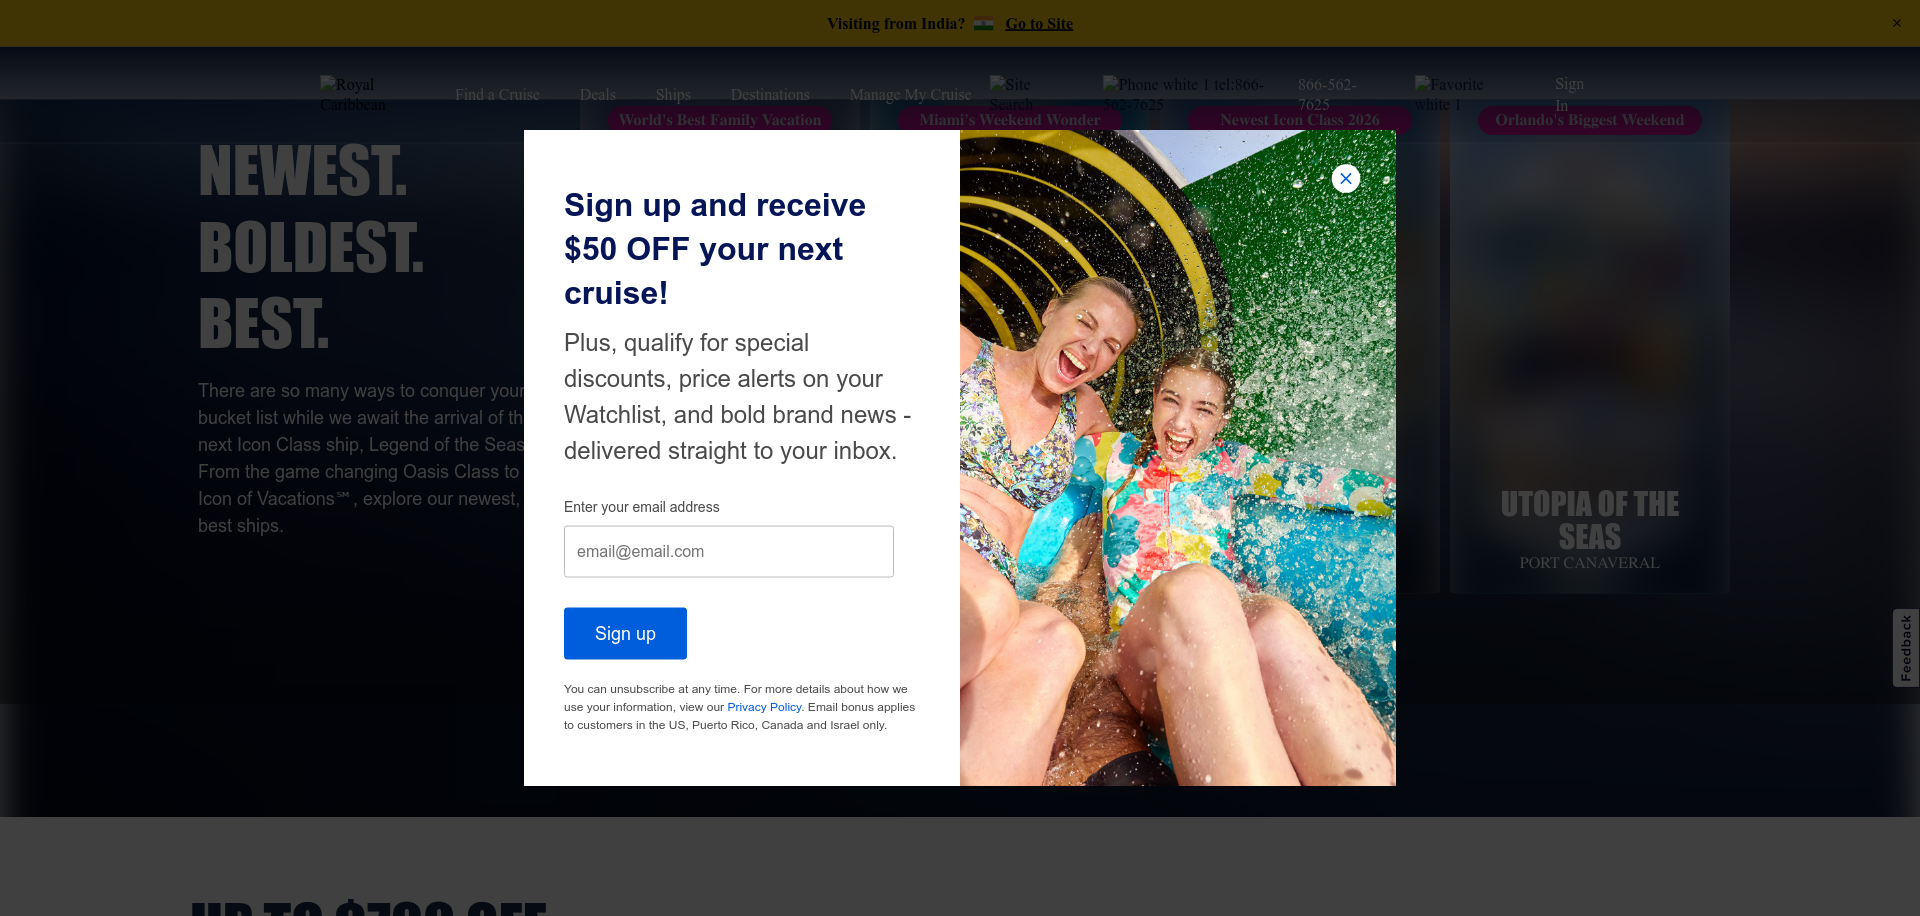 Visiting from India? Go to Site ×
Royal Caribbean
Find a Cruise Deals Ships Destinations Manage My Cruise
Site Search
Phone white 1 tel:866-562-7625
866-562-7625
Favorite white 1
Sign In
World's Best Family Vacation
Miami's Weekend Wonder
Newest Icon Class 2026
Orlando's Biggest Weekend
NEWEST.
BOLDEST.
BEST.
There are so many ways to conquer your
bucket list while we await the arrival of th
next Icon Class ship, Legend of the Seas
From the game changing Oasis Class to
Icon of Vacations℠, explore our newest,
best ships.
Sign up and receive
$50 OFF your next
cruise!
Plus, qualify for special
discounts, price alerts on your
Watchlist, and bold brand news -
delivered straight to your inbox.
Enter your email address
email@email.com
Sign up
You can unsubscribe at any time. For more details about how we
use your information, view our Privacy Policy. Email bonus applies
to customers in the US, Puerto Rico, Canada and Israel only.
UTOPIA OF THE
SEAS
PORT CANAVERAL
Feedback
UP TO $700 OFF